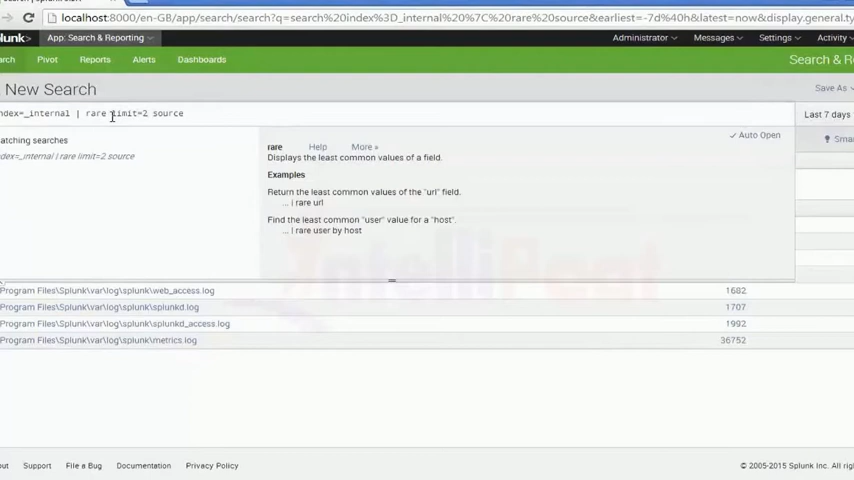 localhost:8000/en-GB/app/search/search?q=search%20index%3D_internal%20%7C%20rare%20source&earliest=-7d%40h&latest=now&display.general.ty
lunk> App: Search & Reporting Administrator Messages Settings Activity
arch Pivot Reports Alerts Dashboards Search & Re
New Search Save As
ndex=_internal | rare limit=2 source Last 7 days
atching searches Auto Open
ndex=_internal | rare limit=2 source Smar
rare Help More »
Displays the least common values of a field.
Examples
Return the least common values of the "url" field.
... | rare url
Find the least common "user" value for a "host".
... | rare user by host
IntelliPaat
Program Files\Splunk\var\log\splunk\web_access.log 1682
Program Files\Splunk\var\log\splunk\splunkd.log 1707
Program Files\Splunk\var\log\splunk\splunkd_access.log 1992
Program Files\Splunk\var\log\splunk\metrics.log 36752
out Support File a Bug Documentation Privacy Policy © 2005-2015 Splunk Inc. All r